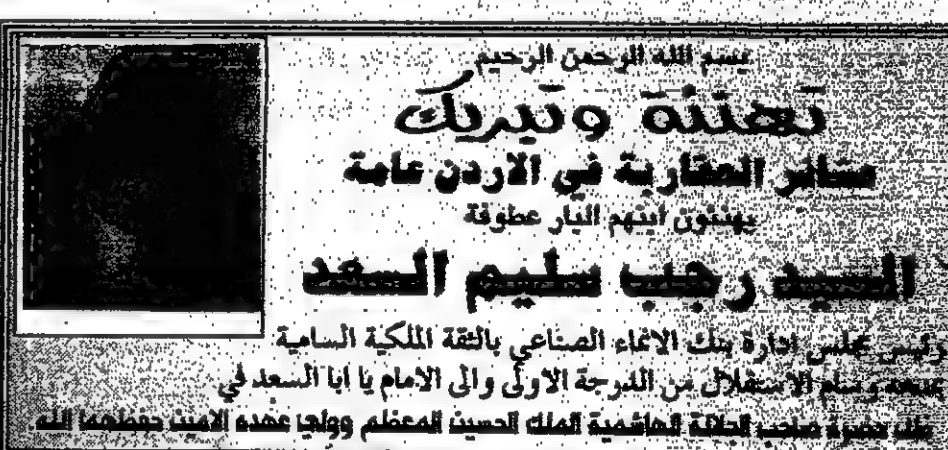 بسم الله الرحمن الرحيم
تهنئة وتبريك
عشائر العقاربة في الاردن عامة
يهنئون ابنهم البار عطوفة
السيد رجب سليم السعد
رئيس مجلس ادارة بنك الانماء الصناعي بالثقة الملكية السامية
بمنحه وسام الاستقلال من الدرجة الاولى والى الامام يا ابا السعد في
ظل حضرة صاحب الجلالة الهاشمية الملك الحسين المعظم وولي عهده الامين حفظهما الله